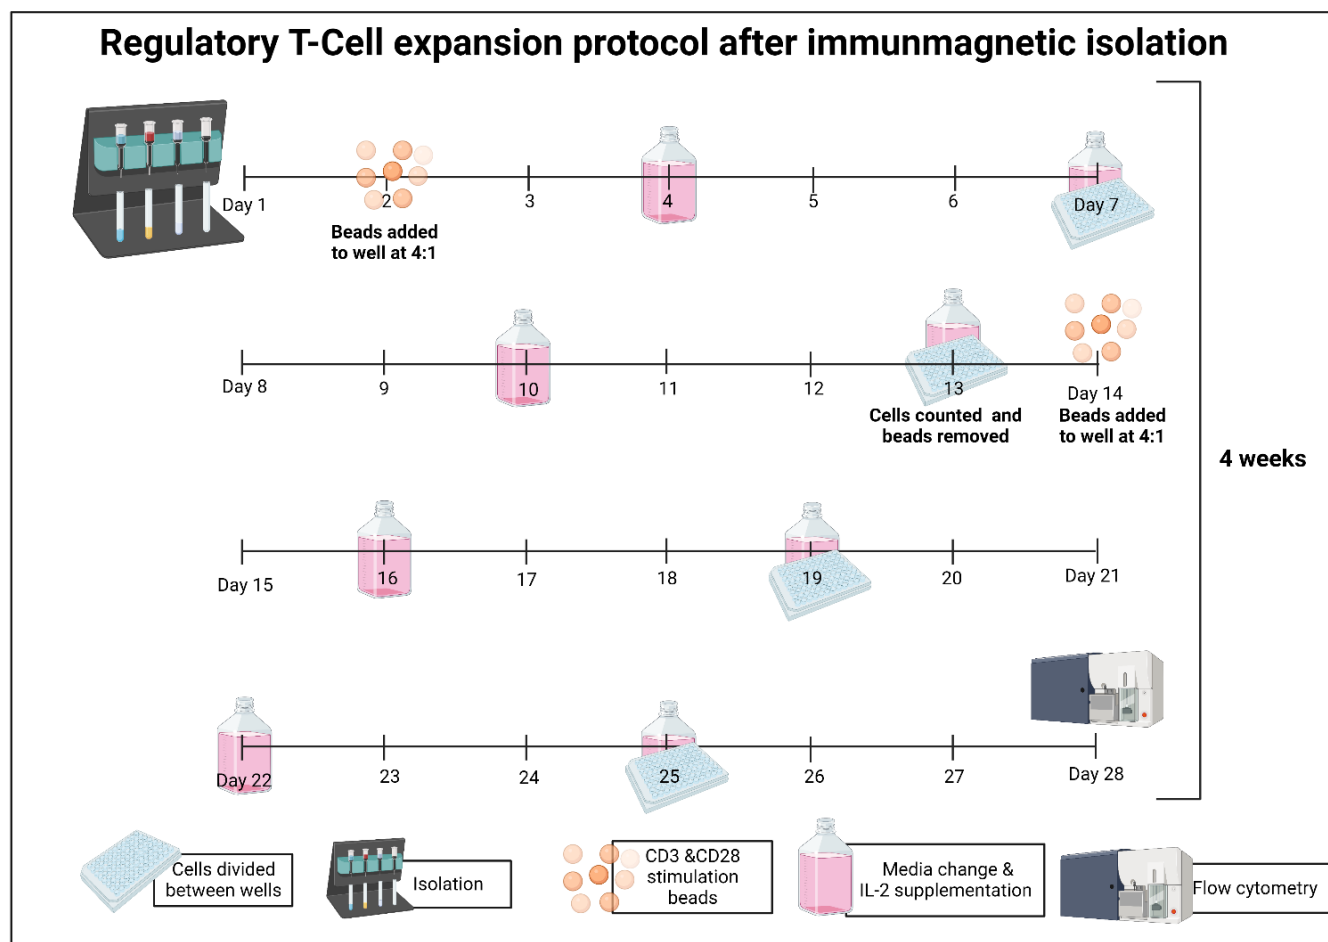 Regulatory T-Cell expansion protocol after immunmagnetic isolation
Day 1
2
3
4
5
6
Day 7
Beads added
to well at 4:1
Day 8
9
10
11
12
13
Day 14
Cells counted and
beads removed
Beads added
to well at 4:1
4 weeks
Day 15
16
17
18
19
20
Day 21
Day 22
23
24
25
26
27
Day 28
Cells divided
between wells
Isolation
CD3 &CD28
stimulation
beads
Media change &
IL-2 supplementation
Flow cytometry